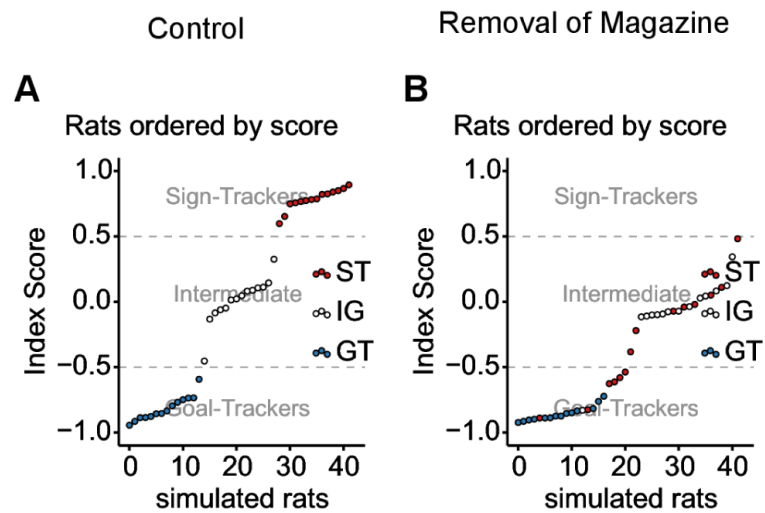 Control
Removal of Magazine
A
B
Rats ordered by score
Rats ordered by score
1.0
0.5
0.0
−0.5
−1.0
Index Score
Sign-Trackers
Intermediate
Goal-Trackers
ST
IG
GT
0 10 20 30 40
simulated rats
1.0
0.5
0.0
−0.5
−1.0
Index Score
Sign-Trackers
Intermediate
Goal-Trackers
ST
IG
GT
0 10 20 30 40
simulated rats